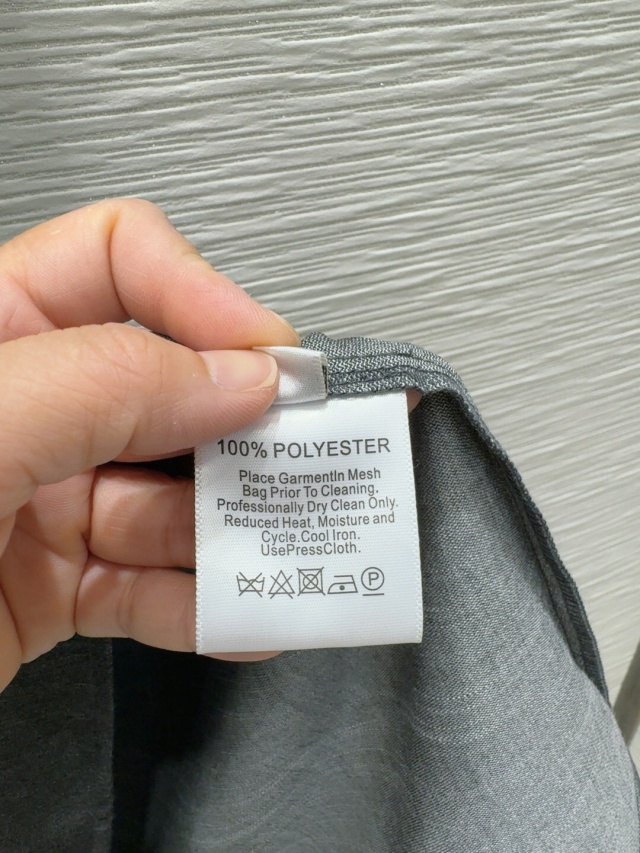 100% POLYESTER
Place GarmentIn Mesh
Bag Prior To Cleaning.
Professionally Dry Clean Only.
Reduced Heat, Moisture and
Cycle.Cool Iron.
UsePressCloth.
P